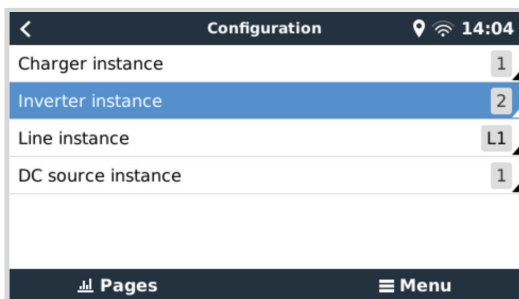 Configuration 14:04
Charger instance 1
Inverter instance 2
Line instance L1
DC source instance 1
Pages Menu